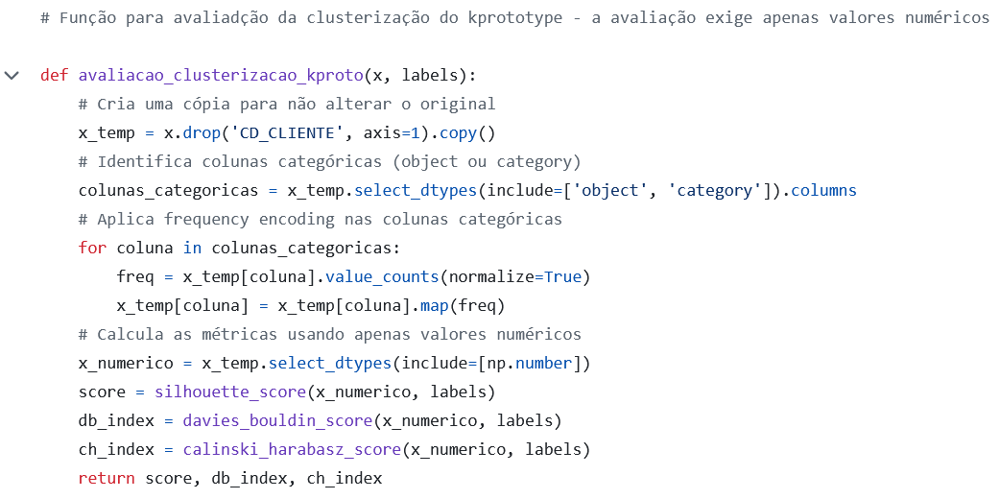 # Função para avaliadção da clusterização do kprototype - a avaliação exige apenas valores numéricos
def avaliacao_clusterizacao_kproto(x, labels):
    # Cria uma cópia para não alterar o original
    x_temp = x.drop('CD_CLIENTE', axis=1).copy()
    # Identifica colunas categóricas (object ou category)
    colunas_categoricas = x_temp.select_dtypes(include=['object', 'category']).columns
    # Aplica frequency encoding nas colunas categóricas
    for coluna in colunas_categoricas:
        freq = x_temp[coluna].value_counts(normalize=True)
        x_temp[coluna] = x_temp[coluna].map(freq)
    # Calcula as métricas usando apenas valores numéricos
    x_numerico = x_temp.select_dtypes(include=[np.number])
    score = silhouette_score(x_numerico, labels)
    db_index = davies_bouldin_score(x_numerico, labels)
    ch_index = calinski_harabasz_score(x_numerico, labels)
    return score, db_index, ch_index